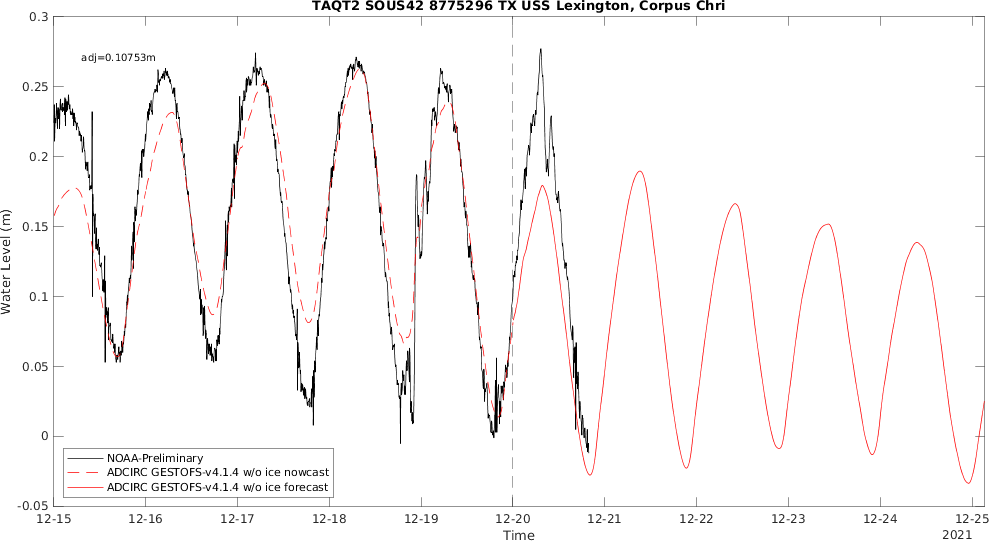 TAQT2 SOUS42 8775296 TX USS Lexington, Corpus Chri
adj=0.10753m
0.3
0.25
0.2
0.15
0.1
0.05
0
-0.05
Water Level (m)
NOAA-Preliminary
ADCIRC GESTOFS-v4.1.4 w/o ice nowcast
ADCIRC GESTOFS-v4.1.4 w/o ice forecast
12-15 12-16 12-17 12-18 12-19 12-20 12-21 12-22 12-23 12-24 12-25
Time
2021